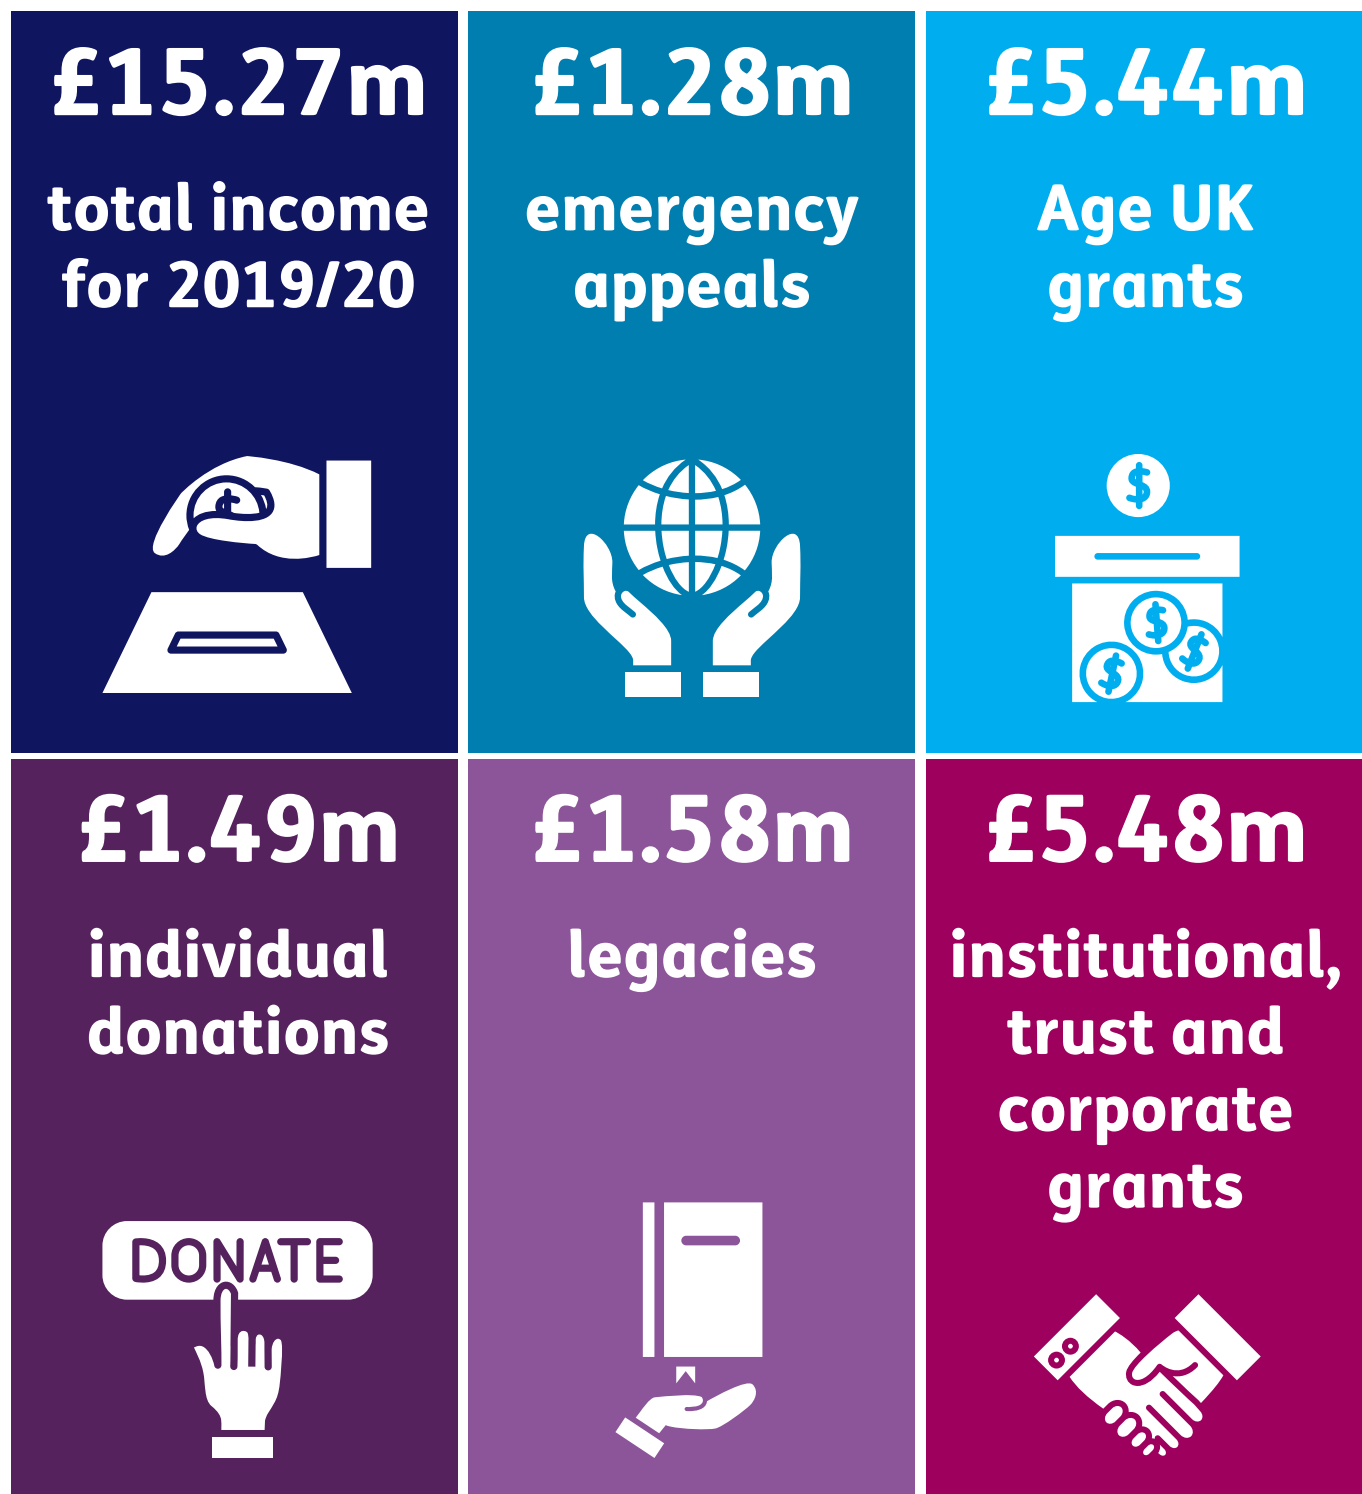 £15.27m
total income
for 2019/20
£1.28m
emergency
appeals
£5.44m
Age UK
grants
$
$
$
$
$
£1.49m
individual
donations
DONATE
£1.58m
legacies
£5.48m
institutional,
trust and
corporate
grants